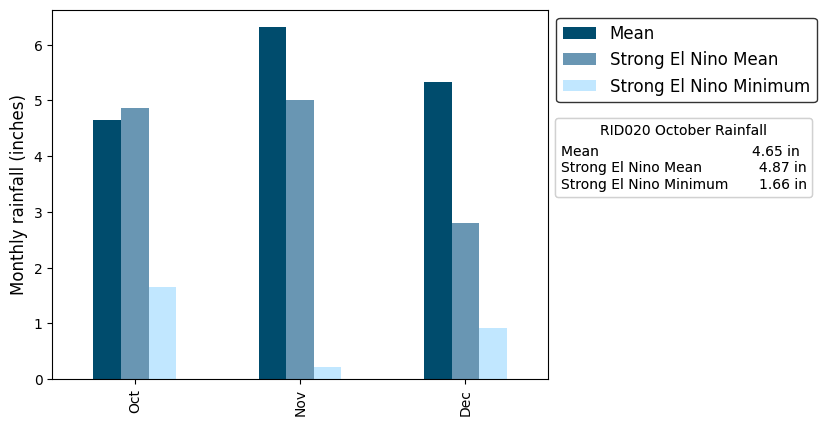 Monthly rainfall (inches)
6
5
4
3
2
1
0
Oct
Nov
Dec
Mean
Strong El Nino Mean
Strong El Nino Minimum
RID020 October Rainfall
Mean 4.65 in
Strong El Nino Mean 4.87 in
Strong El Nino Minimum 1.66 in